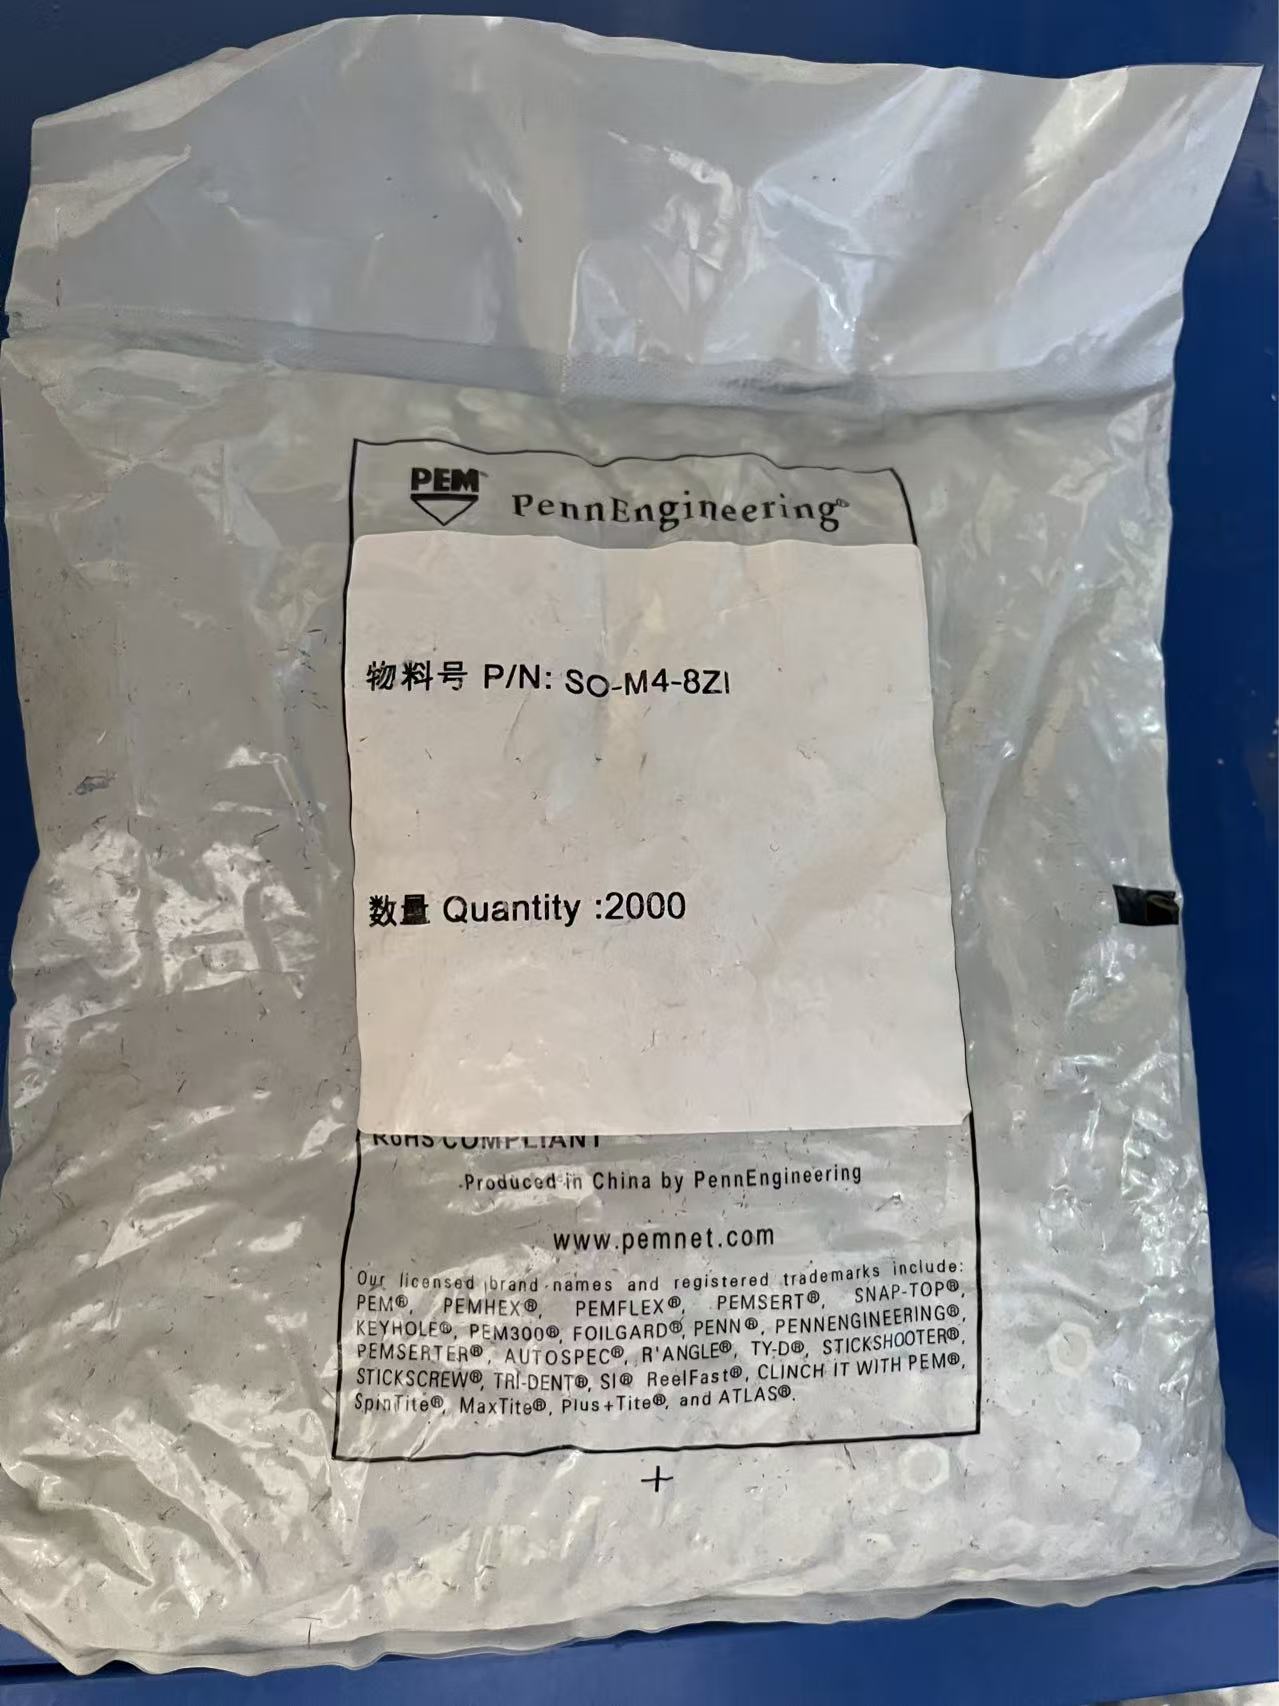 PEM™
PennEngineering®
物料号 P/N: SO-M4-8ZI
数量 Quantity :2000
RoHS COMPLIANT
Produced in China by PennEngineering
www.pemnet.com
Our licensed brand names and registered trademarks include:
PEM®, PEMHEX®, PEMFLEX®, PEMSERT®, SNAP-TOP®,
KEYHOLE®, PEM300®, FOILGARD®, PENN®, PENNENGINEERING®,
PEMSERTER®, AUTOSPEC®, R'ANGLE®, TY-D®, STICKSHOOTER®,
STICKSCREW®, TRI-DENT®, SI® ReelFast®, CLINCH IT WITH PEM®,
SpinTite®, MaxTite®, Plus+Tite®, and ATLAS®.